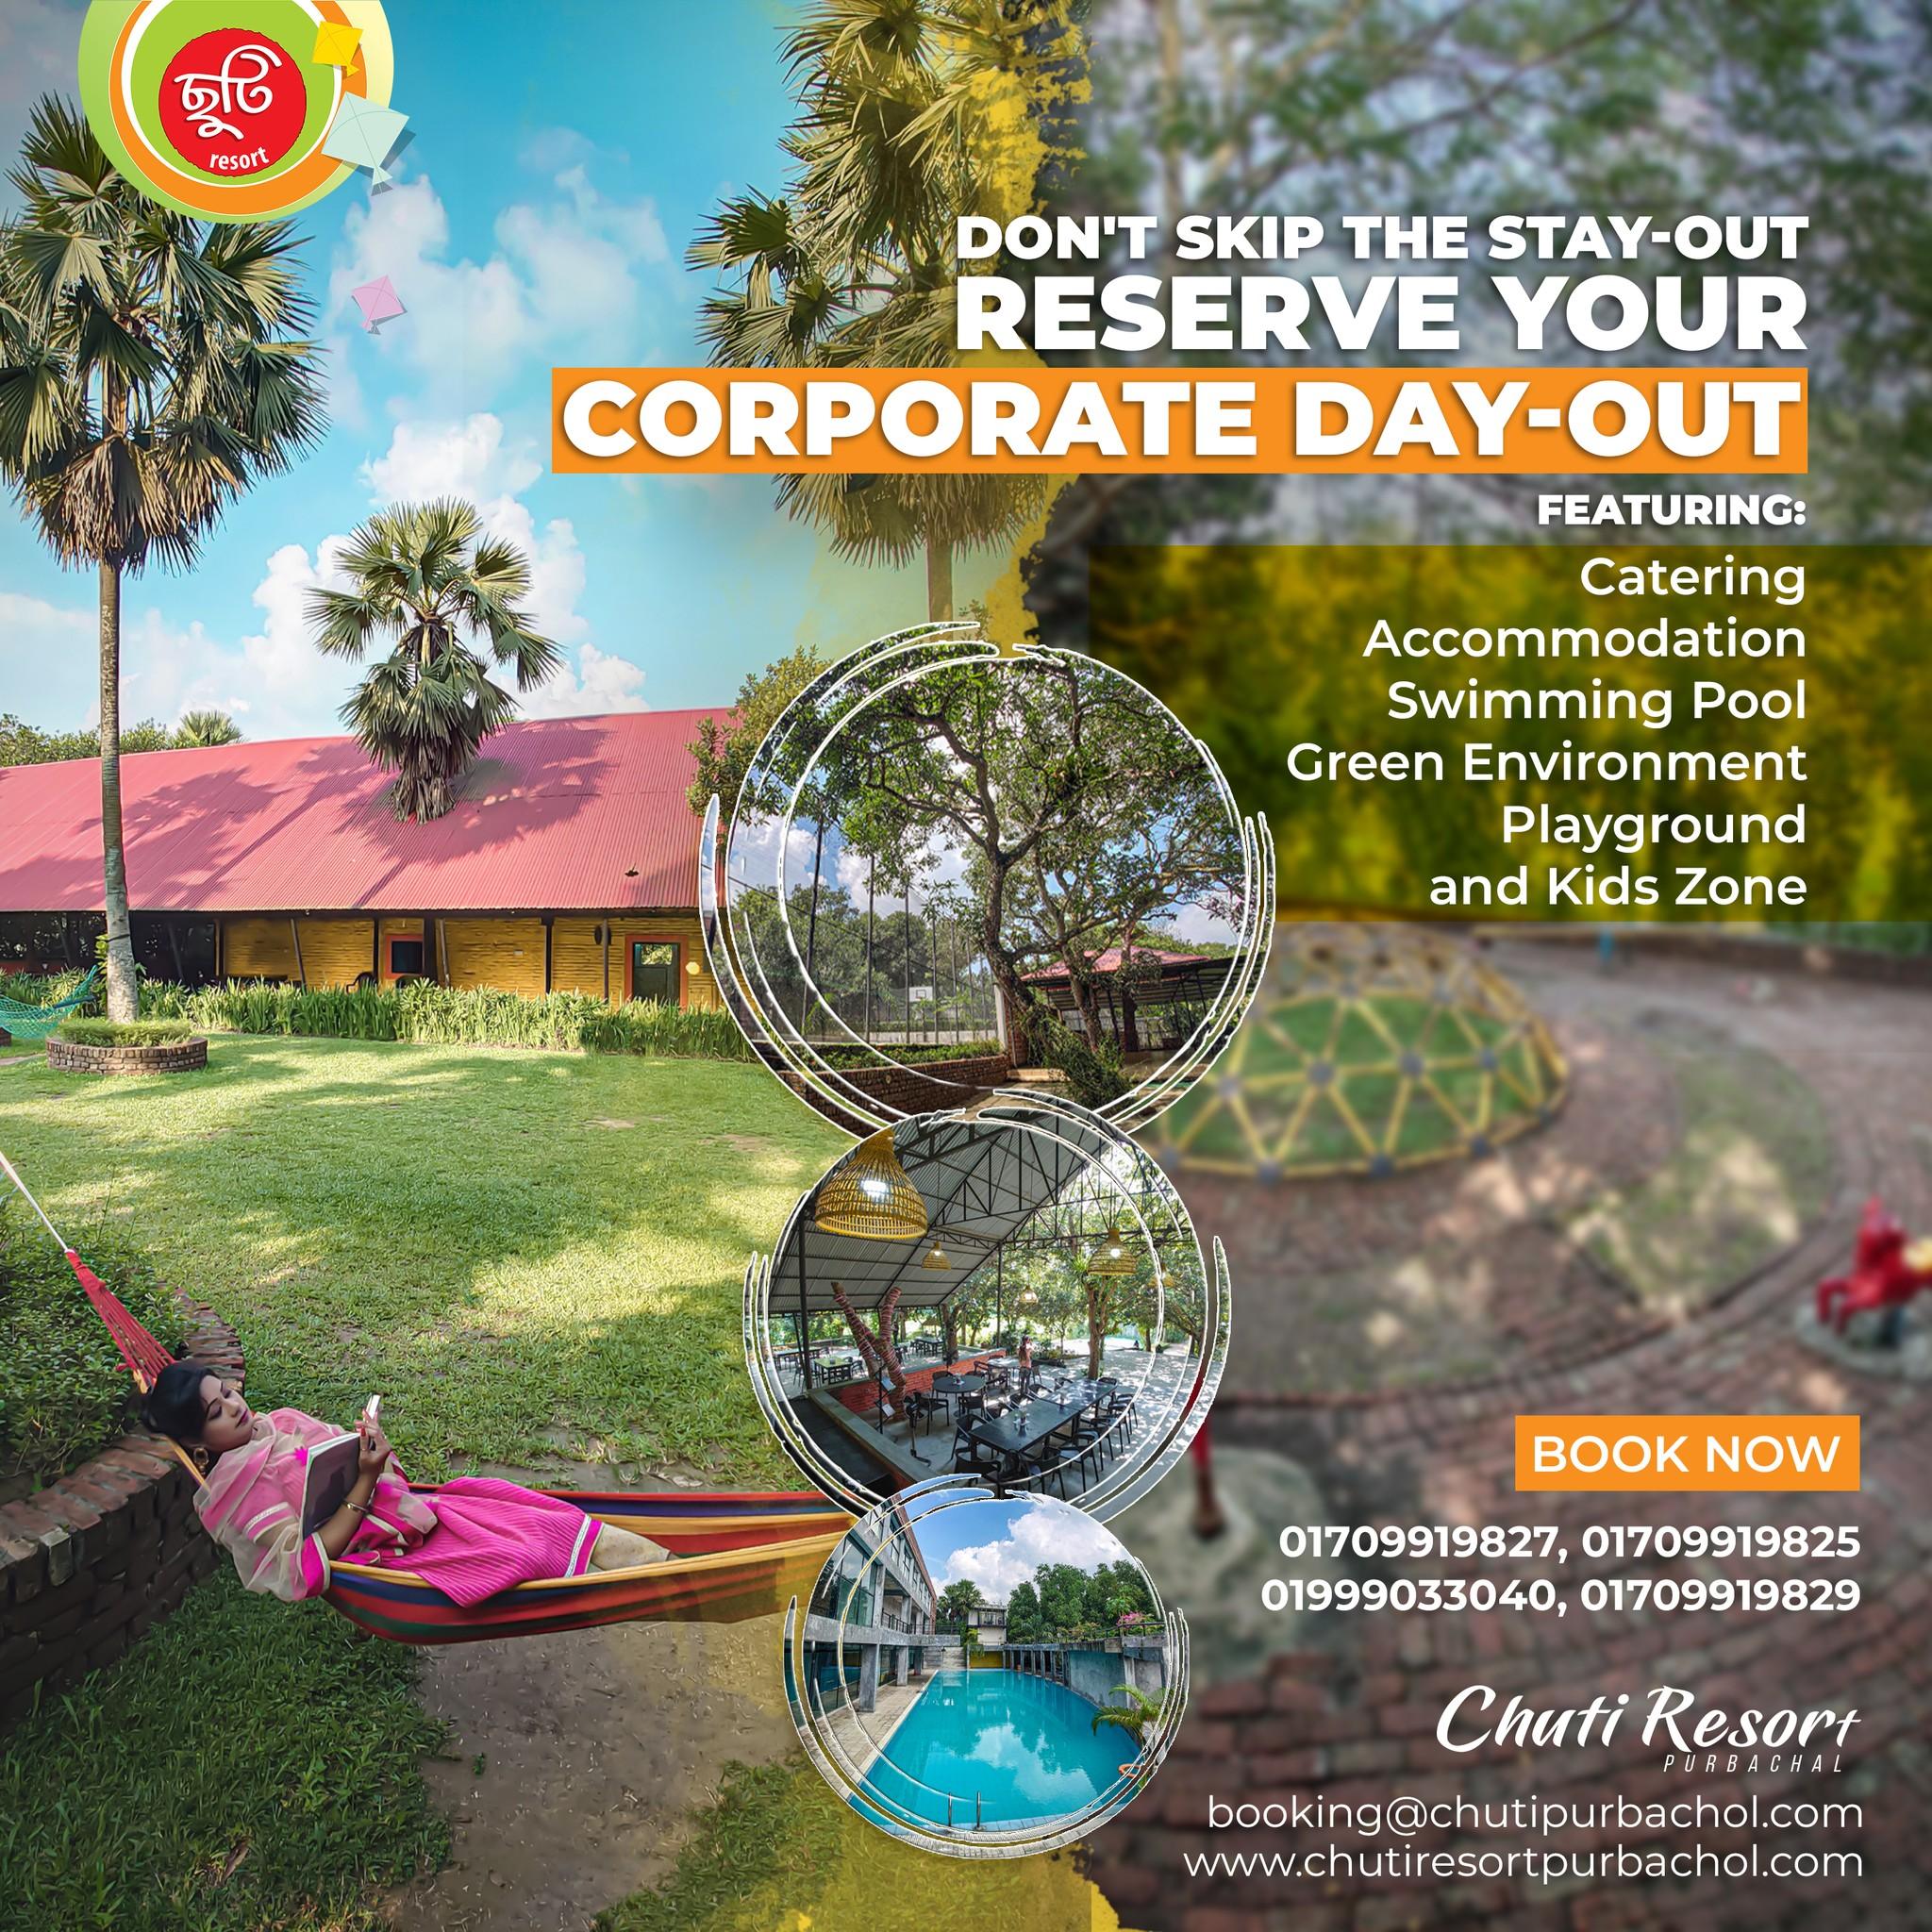 ছুটি
resort
DON'T SKIP THE STAY-OUT
RESERVE YOUR
CORPORATE DAY-OUT
FEATURING:
Catering
Accommodation
Swimming Pool
Green Environment
Playground
and Kids Zone
BOOK NOW
01709919827, 01709919825
01999033040, 01709919829
Chuti Resort
PURBACHAL
booking@chutipurbachol.com
www.chutiresortpurbachol.com